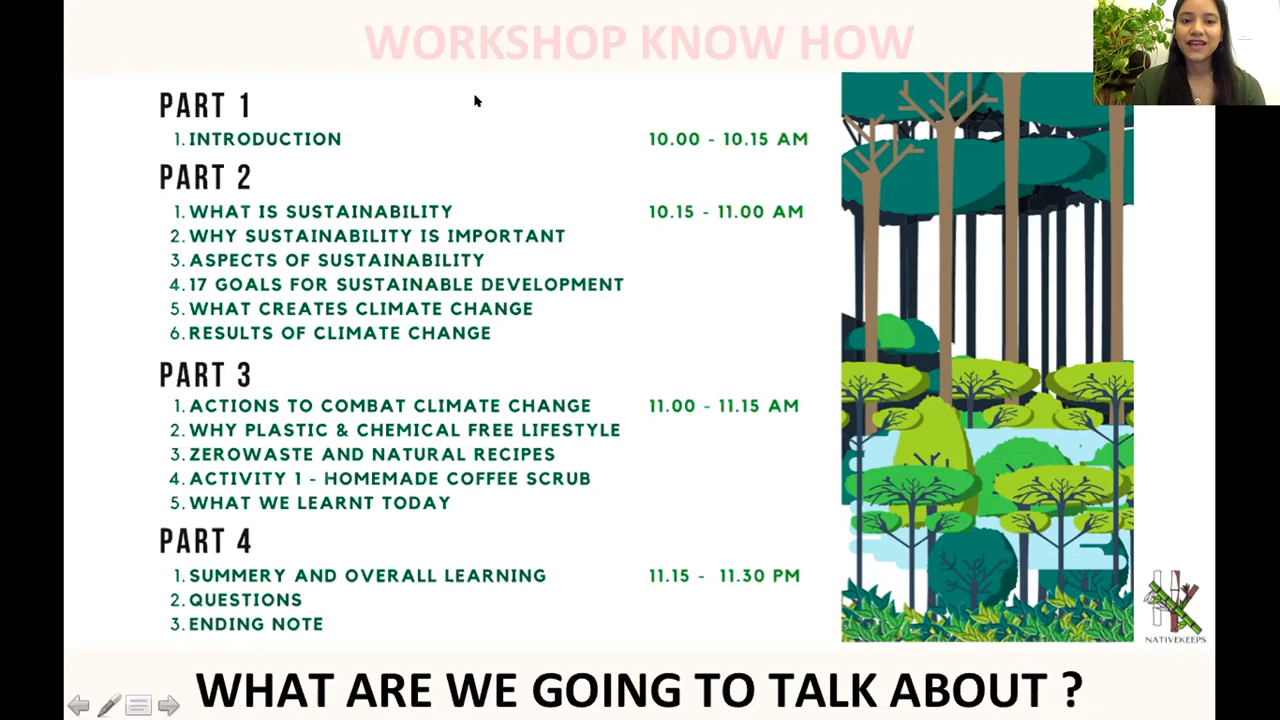 WORKSHOP KNOW HOW
PART 1
1. INTRODUCTION 10.00 - 10.15 AM
PART 2
1. WHAT IS SUSTAINABILITY 10.15 - 11.00 AM
2. WHY SUSTAINABILITY IS IMPORTANT
3. ASPECTS OF SUSTAINABILITY
4. 17 GOALS FOR SUSTAINABLE DEVELOPMENT
5. WHAT CREATES CLIMATE CHANGE
6. RESULTS OF CLIMATE CHANGE
PART 3
1. ACTIONS TO COMBAT CLIMATE CHANGE 11.00 - 11.15 AM
2. WHY PLASTIC & CHEMICAL FREE LIFESTYLE
3. ZEROWASTE AND NATURAL RECIPES
4. ACTIVITY 1 - HOMEMADE COFFEE SCRUB
5. WHAT WE LEARNT TODAY
PART 4
1. SUMMERY AND OVERALL LEARNING 11.15 - 11.30 PM
2. QUESTIONS
3. ENDING NOTE
NATIVEKEEPS
WHAT ARE WE GOING TO TALK ABOUT ?